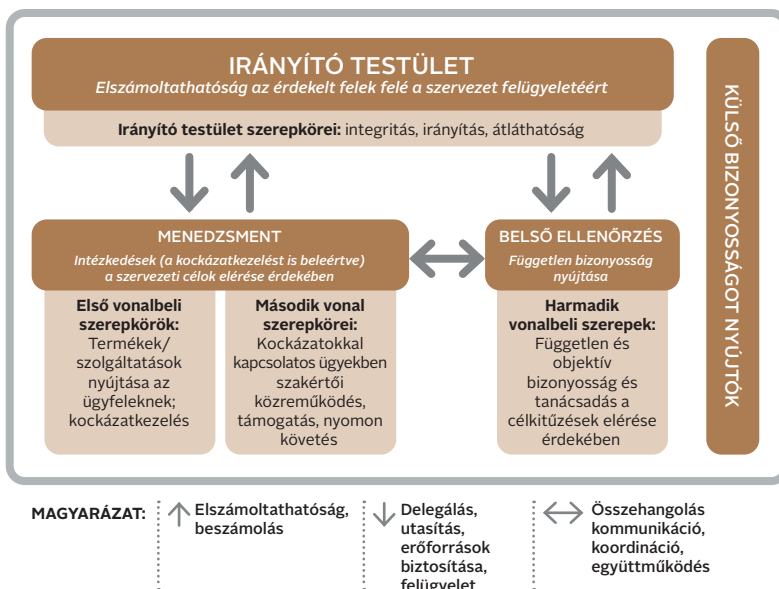 IRÁNYÍTÓ TESTÜLET
Elszámoltathatóság az érdekelt felek felé a szervezet felügyeletéért
Irányító testület szerepkörei: integritás, irányítás, átláthatóság
MENEDZSMENT
Intézkedések (a kockázatkezelést is beleértve)
a szervezeti célok elérése érdekében
Első vonalbeli
szerepkörök:
Termékek/
szolgáltatások
nyújtása az
ügyfeleknek;
kockázatkezelés
Második vonal
szerepkörei:
Kockázatokkal
kapcsolatos ügyekben
szakértői
közreműködés,
támogatás, nyomon
követés
BELSŐ ELLENŐRZÉS
Független bizonyosság
nyújtása
Harmadik
vonalbeli szerepek:
Független és
objektív
bizonyosság és
tanácsadás a
célkitűzések elérése
érdekében
KÜLSŐ BIZONYOSSÁGOT NYÚJTÓK
MAGYARÁZAT:
Elszámoltathatóság,
beszámolás
Delegálás,
utasítás,
erőforrások
biztosítása,
felügyelet
Összehangolás
kommunikáció,
koordináció,
együttműködés